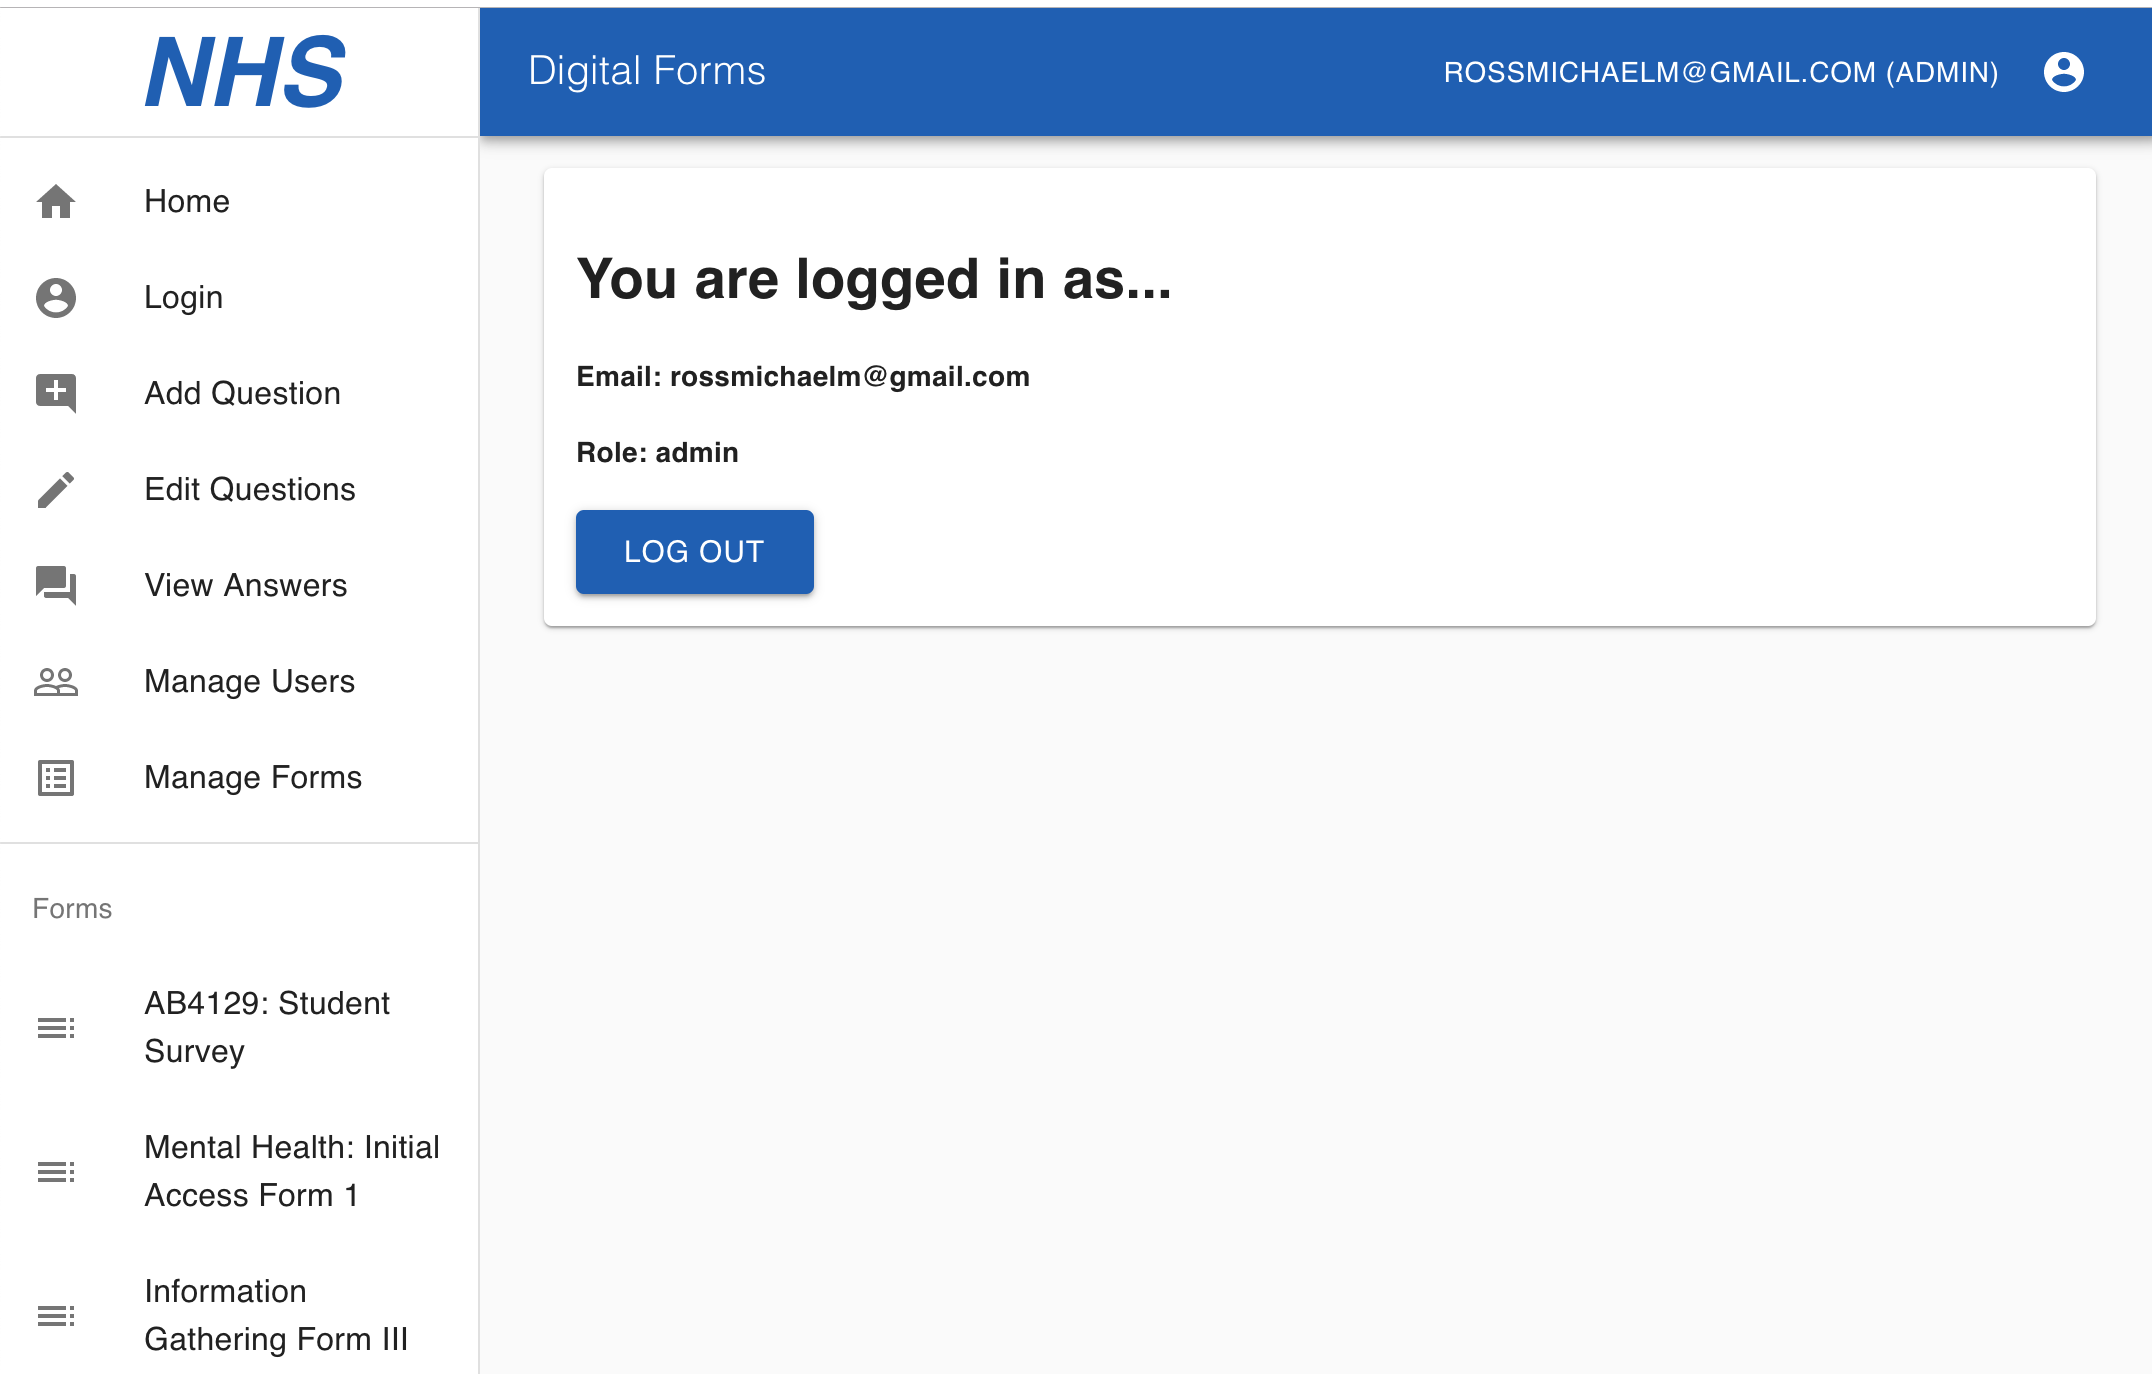 NHS
Digital Forms
ROSSMICHAELM@GMAIL.COM (ADMIN)
Home
Login
Add Question
Edit Questions
View Answers
Manage Users
Manage Forms
Forms
AB4129: Student
Survey
Mental Health: Initial
Access Form 1
Information
Gathering Form III
You are logged in as...
Email: rossmichaelm@gmail.com
Role: admin
LOG OUT